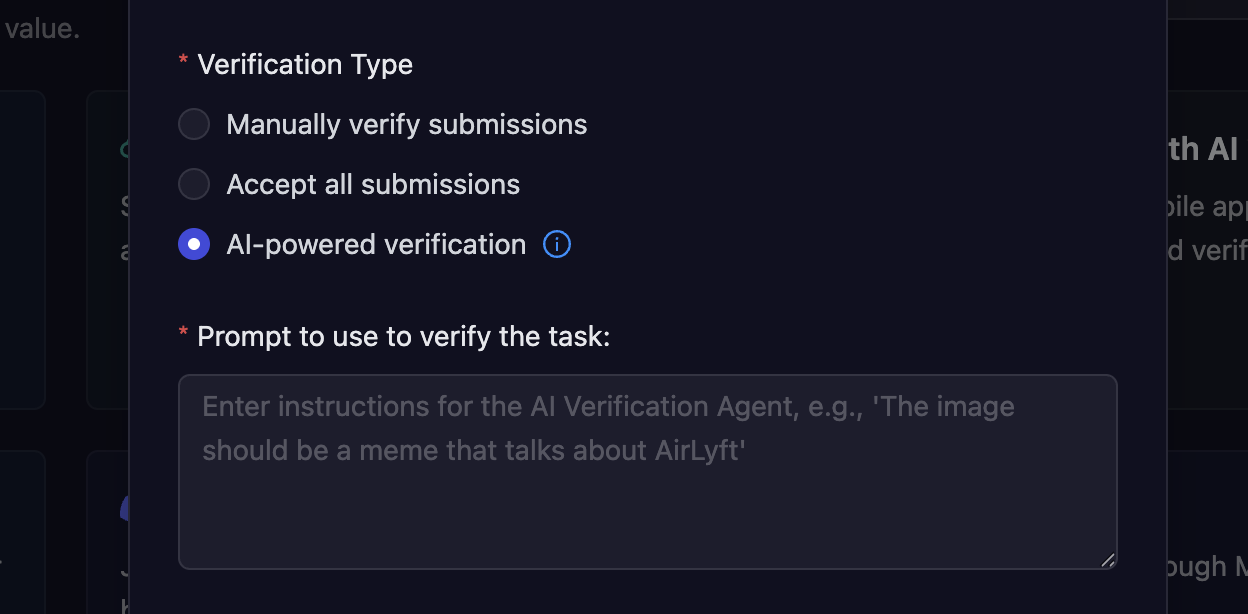 value.
* Verification Type
Manually verify submissions
Accept all submissions
AI-powered verification
* Prompt to use to verify the task:
Enter instructions for the AI Verification Agent, e.g., 'The image
should be a meme that talks about AirLyft'
th AI
bile app
d verif
ough M